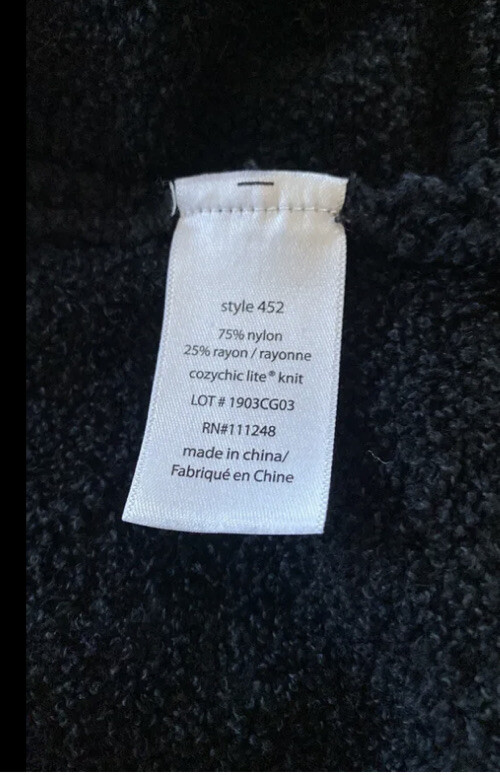 style 452
75% nylon
25% rayon / rayonne
cozychic lite® knit
LOT # 1903CG03
RN#111248
made in china/
Fabriqué en Chine